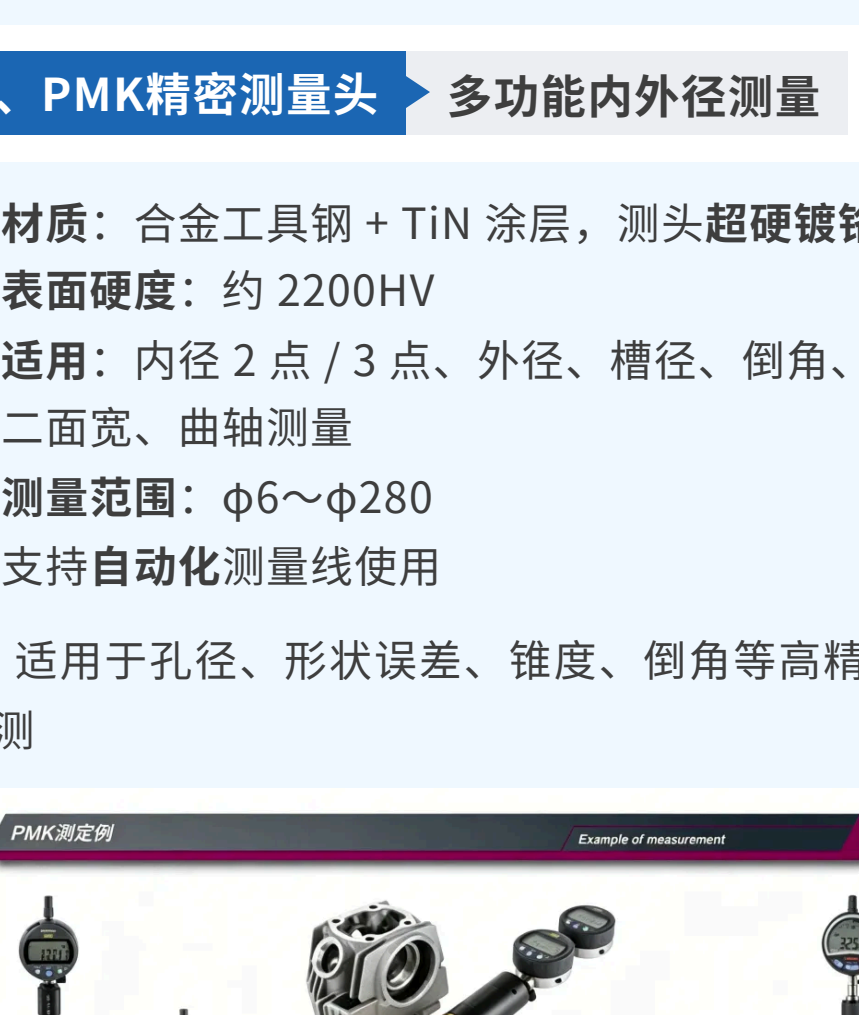 、PMK精密测量头 多功能内外径测量
材质：合金工具钢 + TiN 涂层，测头超硬镀铬
表面硬度：约 2200HV
适用：内径 2 点 / 3 点、外径、槽径、倒角、
二面宽、曲轴测量
测量范围：φ6～φ280
支持自动化测量线使用
适用于孔径、形状误差、锥度、倒角等高精
测
PMK測定例 Example of measurement